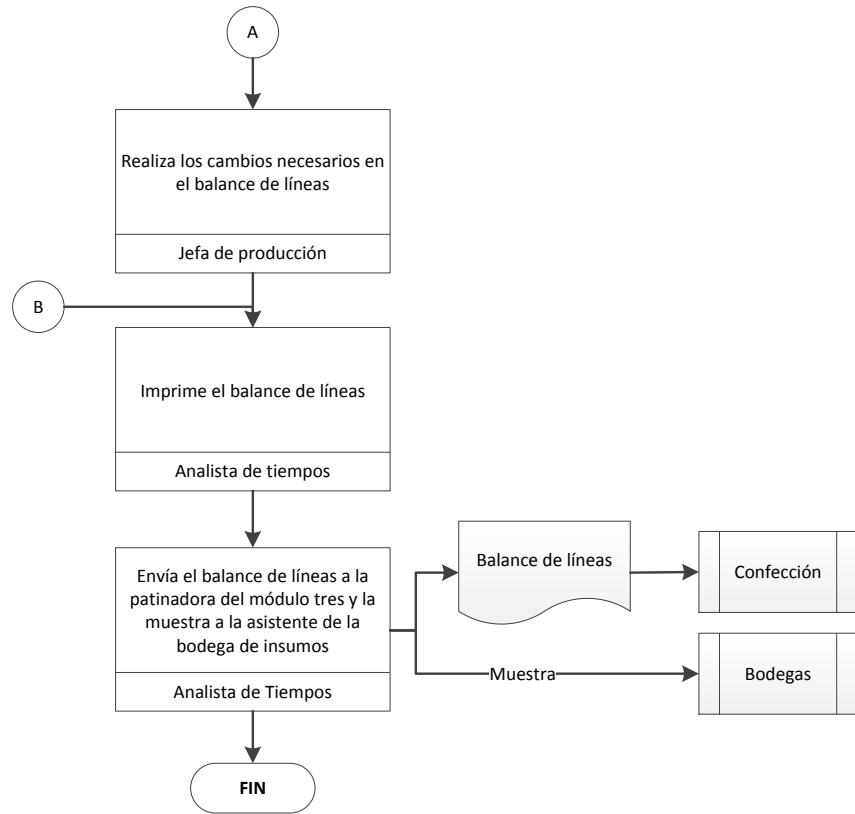 A
Realiza los cambios necesarios en
el balance de líneas
Jefa de producción
B
Imprime el balance de líneas
Analista de tiempos
Envía el balance de líneas a la
patinadora del módulo tres y la
muestra a la asistente de la
bodega de insumos
Analista de Tiempos
Balance de líneas
Confección
Muestra
Bodegas
FIN